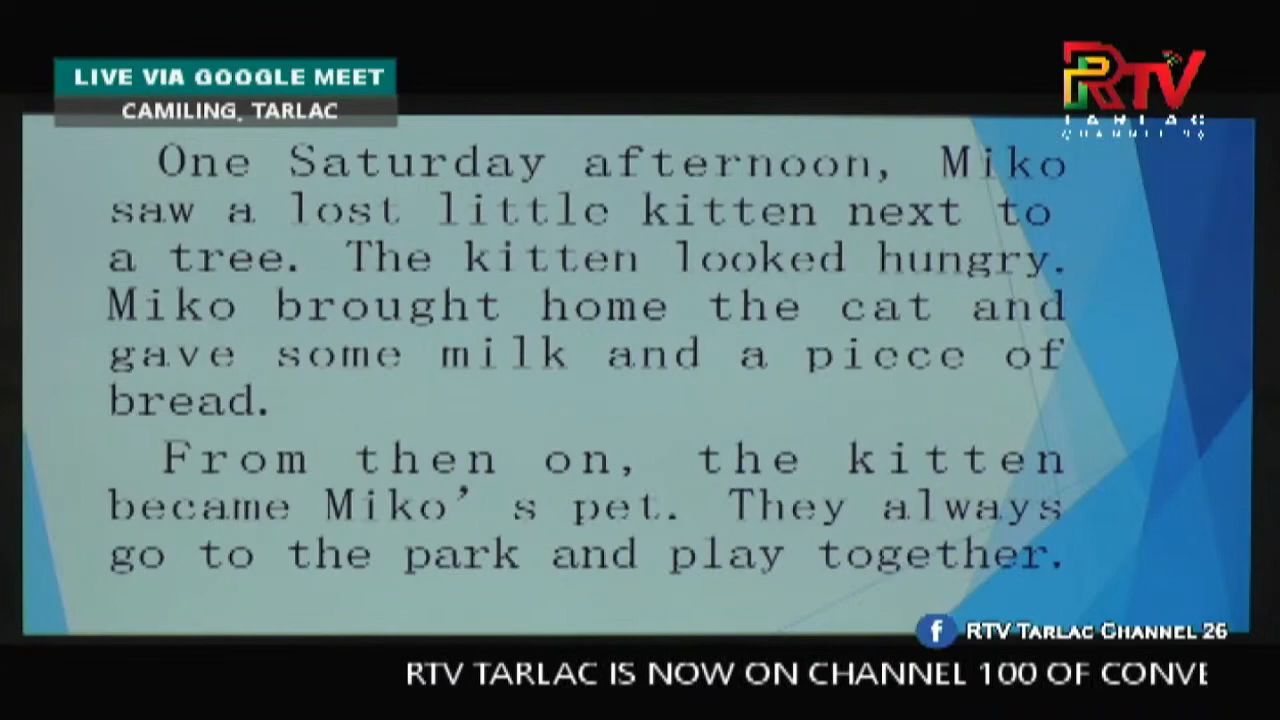 LIVE VIA GOOGLE MEET
CAMILING, TARLAC
RTV
TARLAC
CHANNEL 26
One Saturday afternoon, Miko
saw a lost little kitten next to
a tree. The kitten looked hungry.
Miko brought home the cat and
gave some milk and a piece of
bread.
From then on, the kitten
became Miko's pet. They always
go to the park and play together.
f RTV TARLAC CHANNEL 26
RTV TARLAC IS NOW ON CHANNEL 100 OF CONVE